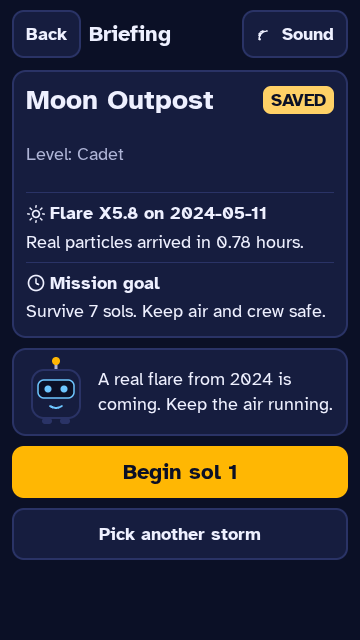 Back
Briefing
Sound
Moon Outpost
SAVED
Level: Cadet
Flare X5.8 on 2024-05-11
Real particles arrived in 0.78 hours.
Mission goal
Survive 7 sols. Keep air and crew safe.
A real flare from 2024 is
coming. Keep the air running.
Begin sol 1
Pick another storm